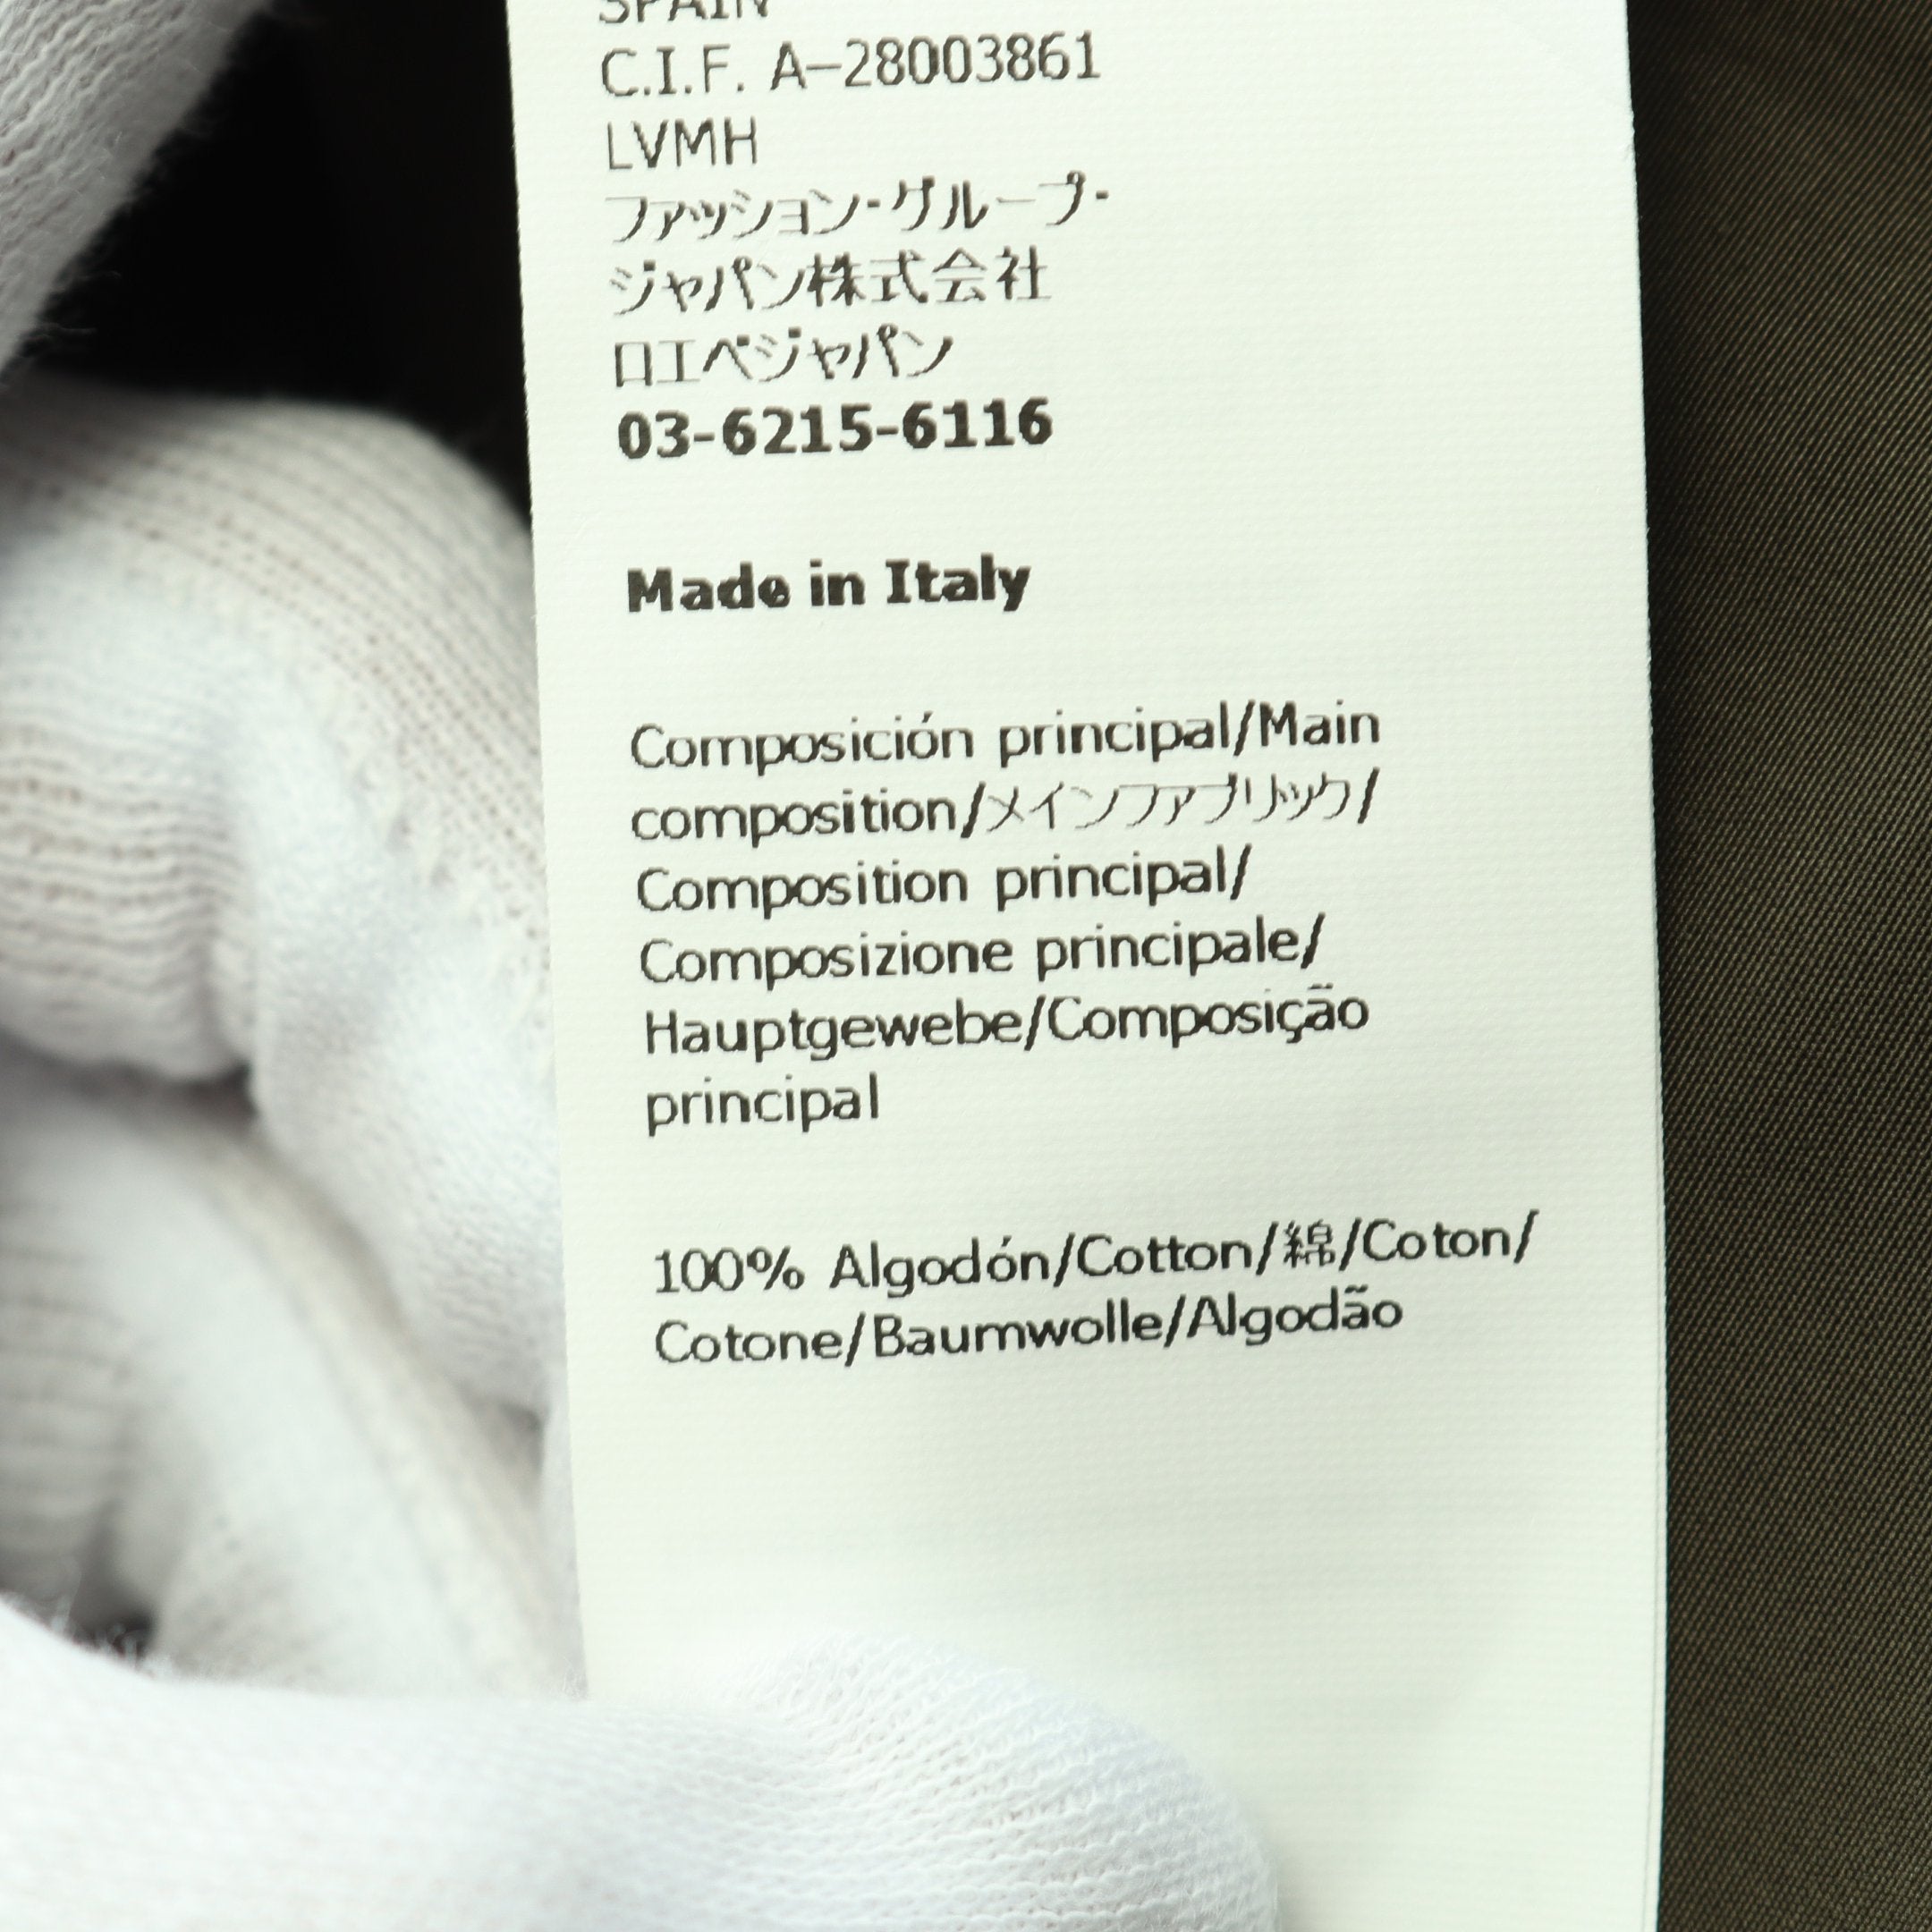 SPAIN
C.I.F. A-28003861
LVMH
ファッション・グループ・
ジャパン株式会社
ロエベジャパン
03-6215-6116
Made in Italy
Composición principal/Main
composition/メインファブリック/
Composition principal/
Composizione principale/
Hauptgewebe/Composição
principal
100% Algodón/Cotton/綿/Coton/
Cotone/Baumwolle/Algodão